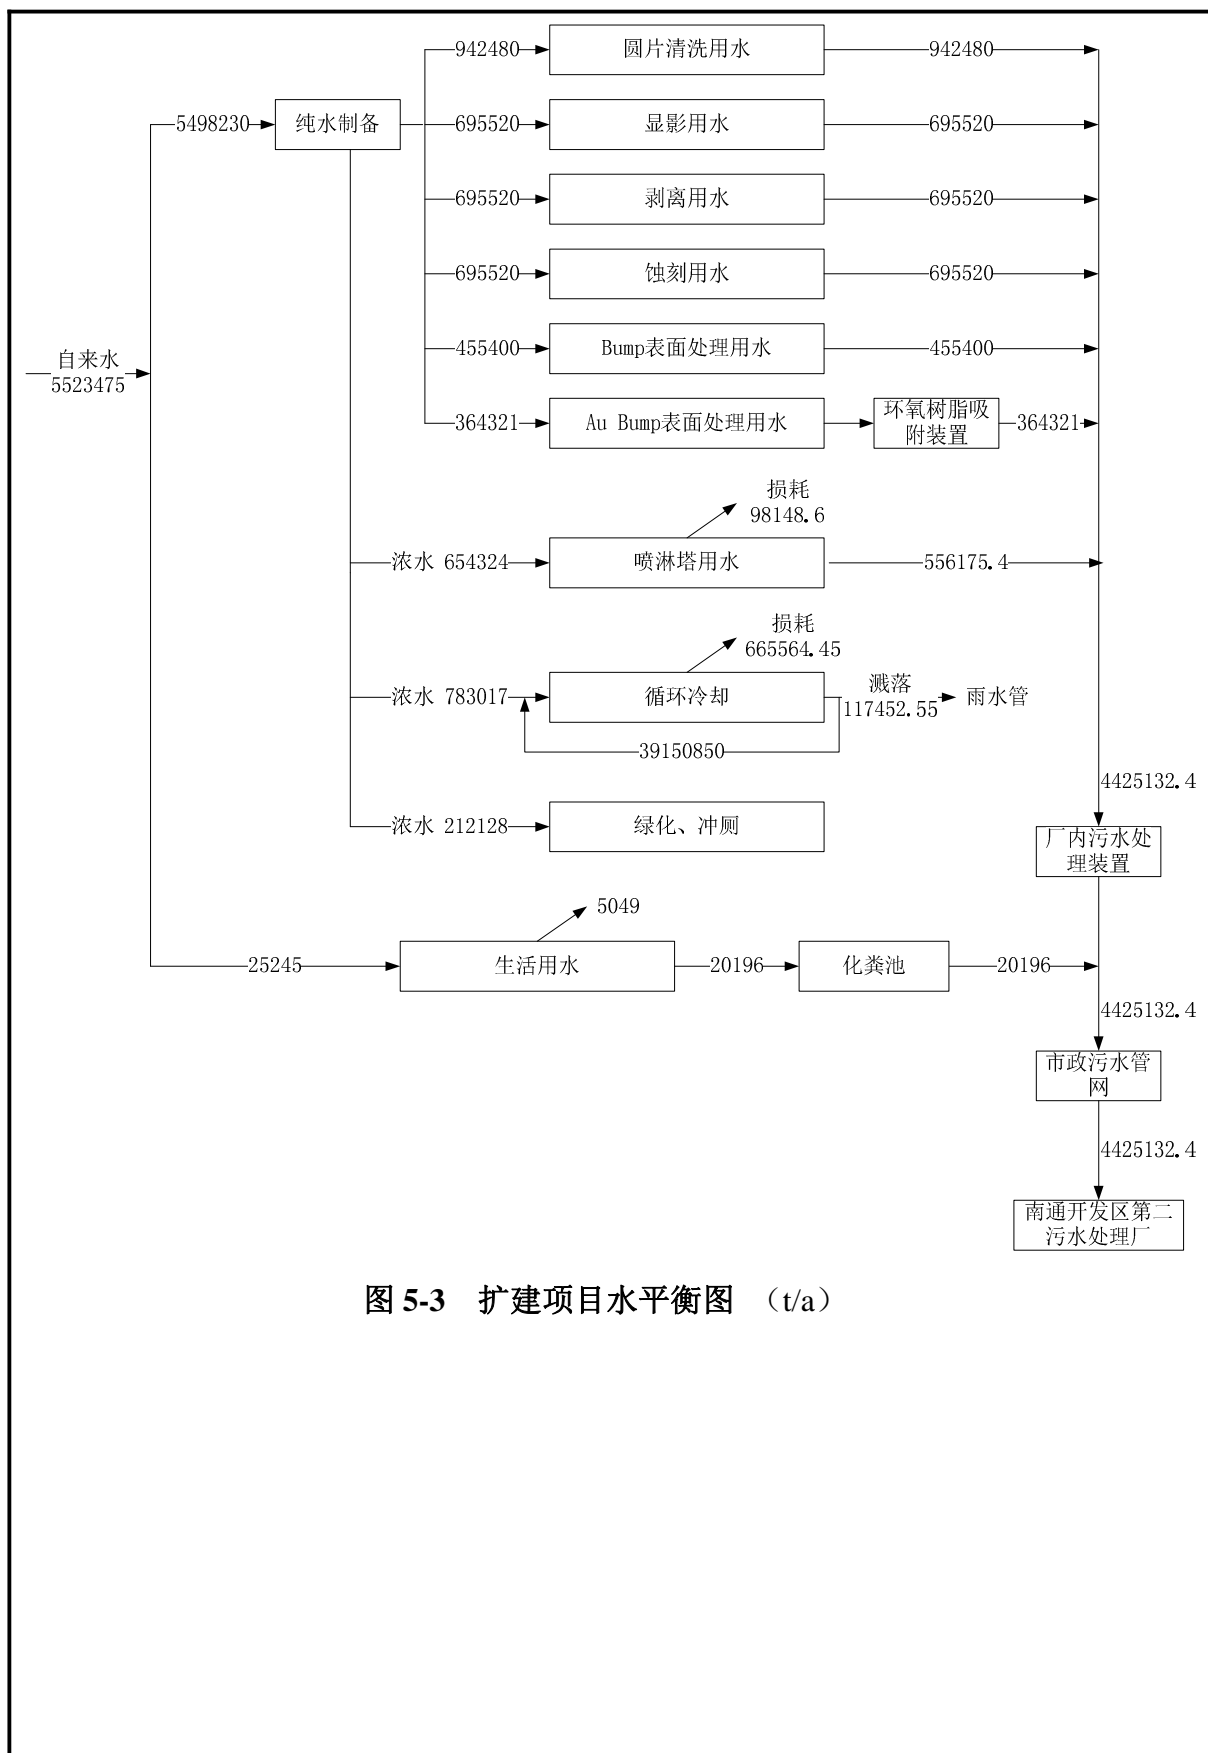 942480
圆片清洗用水
942480
5498230
纯水制备
695520
显影用水
695520
695520
剥离用水
695520
695520
蚀刻用水
695520
自来水
5523475
455400
Bump表面处理用水
455400
364321
Au Bump表面处理用水
环氧树脂吸
附装置
364321
损耗
98148.6
浓水 654324
喷淋塔用水
556175.4
损耗
665564.45
浓水 783017
循环冷却
溅落
117452.55
雨水管
39150850
4425132.4
浓水 212128
绿化、冲厕
厂内污水处
理装置
5049
25245
生活用水
20196
化粪池
20196
4425132.4
市政污水管
网
4425132.4
南通开发区第二
污水处理厂
图 5-3 扩建项目水平衡图 （t/a）